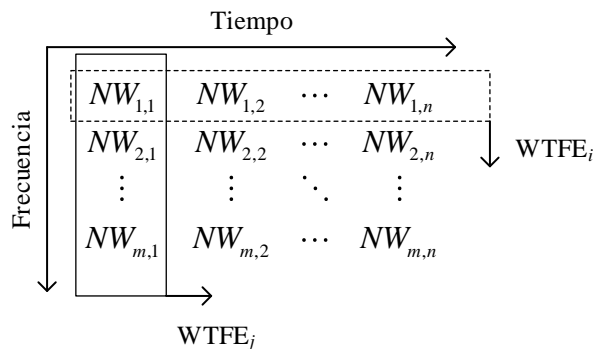 Tiempo
Frecuencia
NW₁,₁ NW₁,₂ ⋯ NW₁,ₙ
NW₂,₁ NW₂,₂ ⋯ NW₂,ₙ
⋮ ⋮ ⋱ ⋮
NWₘ,₁ NWₘ,₂ ⋯ NWₘ,ₙ
WTFEᵢ
WTFEⱼ